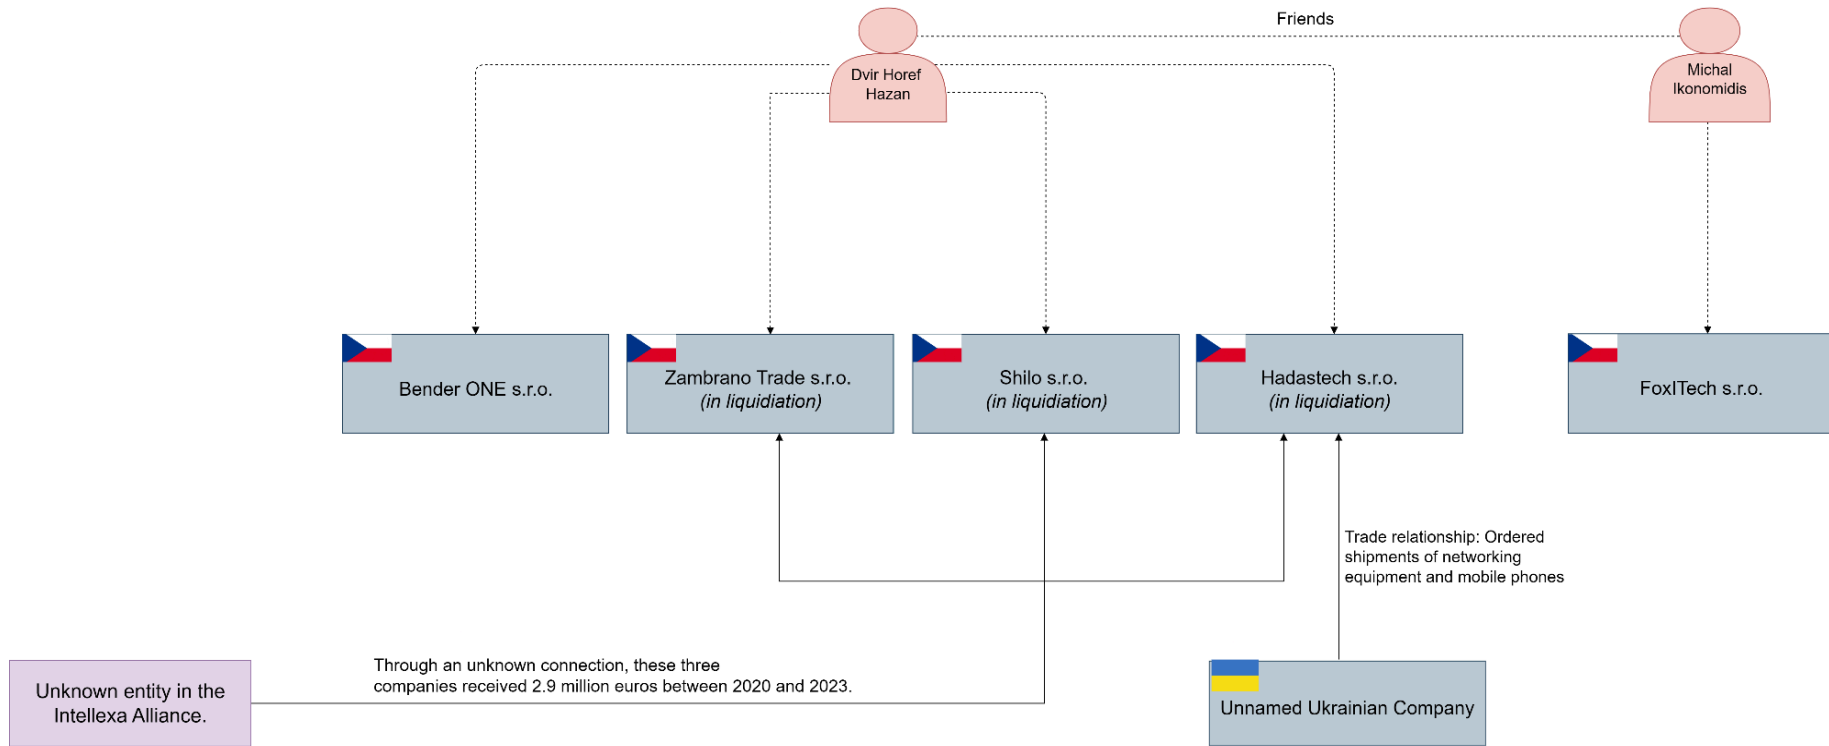 Friends
Dvir Horef
Hazan
Michal
Ikonomidis
Bender ONE s.r.o.
Zambrano Trade s.r.o.
(in liquidiation)
Shilo s.r.o.
(in liquidiation)
Hadastech s.r.o.
(in liquidiation)
FoxITech s.r.o.
Trade relationship: Ordered
shipments of networking
equipment and mobile phones
Through an unknown connection, these three
companies received 2.9 million euros between 2020 and 2023.
Unknown entity in the
Intellexa Alliance.
Unnamed Ukrainian Company